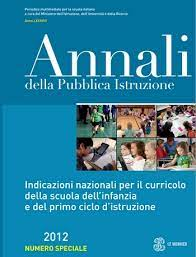 Periodico multimediale per la scuola italiana
a cura del Ministero dell'Istruzione, dell'Università e della Ricerca
Anno LXXXVII
Annali
della Pubblica Istruzione
Indicazioni nazionali per il curricolo
della scuola dell'infanzia
e del primo ciclo d'istruzione
2012
NUMERO SPECIALE
LE MONNIER